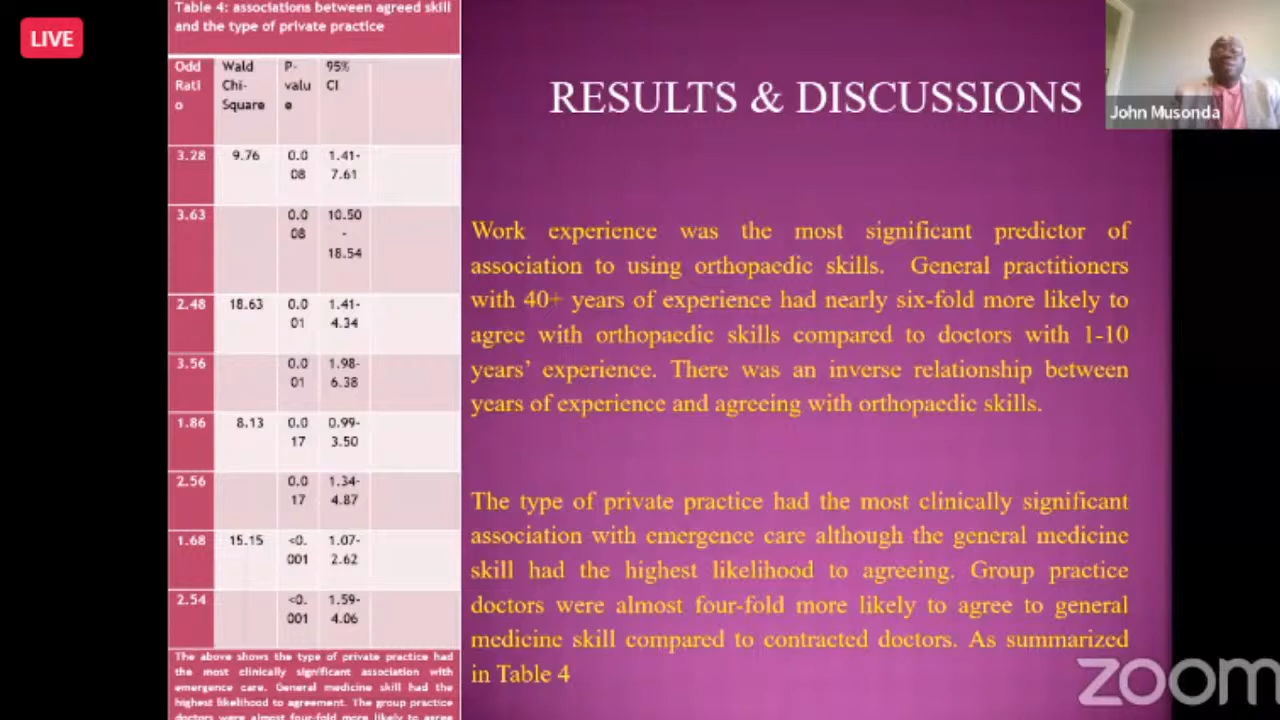 LIVE
Table 4: associations between agreed skill
and the type of private practice
Odd
Rati
o
Wald
Chi-
Square
P-
valu
e
95%
CI
3.28
9.76
0.0
08
1.41-
7.61
3.63
0.0
08
10.50
-
18.54
2.48
18.63
0.0
01
1.41-
4.34
3.56
0.0
01
1.98-
6.38
1.86
8.13
0.0
17
0.99-
3.50
2.56
0.0
17
1.34-
4.87
1.68
15.15
<0.
001
1.07-
2.62
2.54
<0.
001
1.59-
4.06
The above shows the type of private practice had
the most clinically significant association with
emergence care. General medicine skill had the
highest likelihood to agreement. The group practice
doctors were almost four-fold more likely to agree
RESULTS & DISCUSSIONS
Work experience was the most significant predictor of
association to using orthopaedic skills. General practitioners
with 40+ years of experience had nearly six-fold more likely to
agree with orthopaedic skills compared to doctors with 1-10
years’ experience. There was an inverse relationship between
years of experience and agreeing with orthopaedic skills.
The type of private practice had the most clinically significant
association with emergence care although the general medicine
skill had the highest likelihood to agreeing. Group practice
doctors were almost four-fold more likely to agree to general
medicine skill compared to contracted doctors. As summarized
in Table 4
John Musonda
zoom